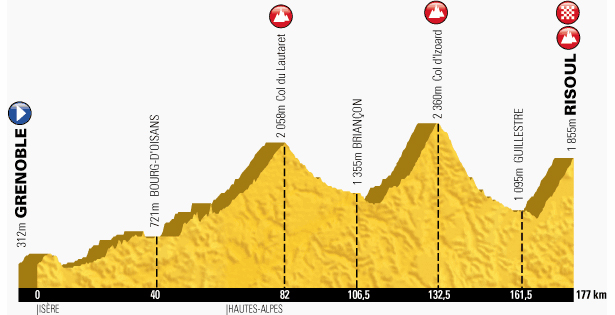 312m GRENOBLE
721m BOURG-D'OISANS
2 058m Col du Lautaret
1 355m BRIANÇON
2 360m Col d'Izoard
1 095m GUILLESTRE
1 855m RISOUL
0 40 82 106,5 132,5 161,5 177 km
|ISÈRE |HAUTES-ALPES